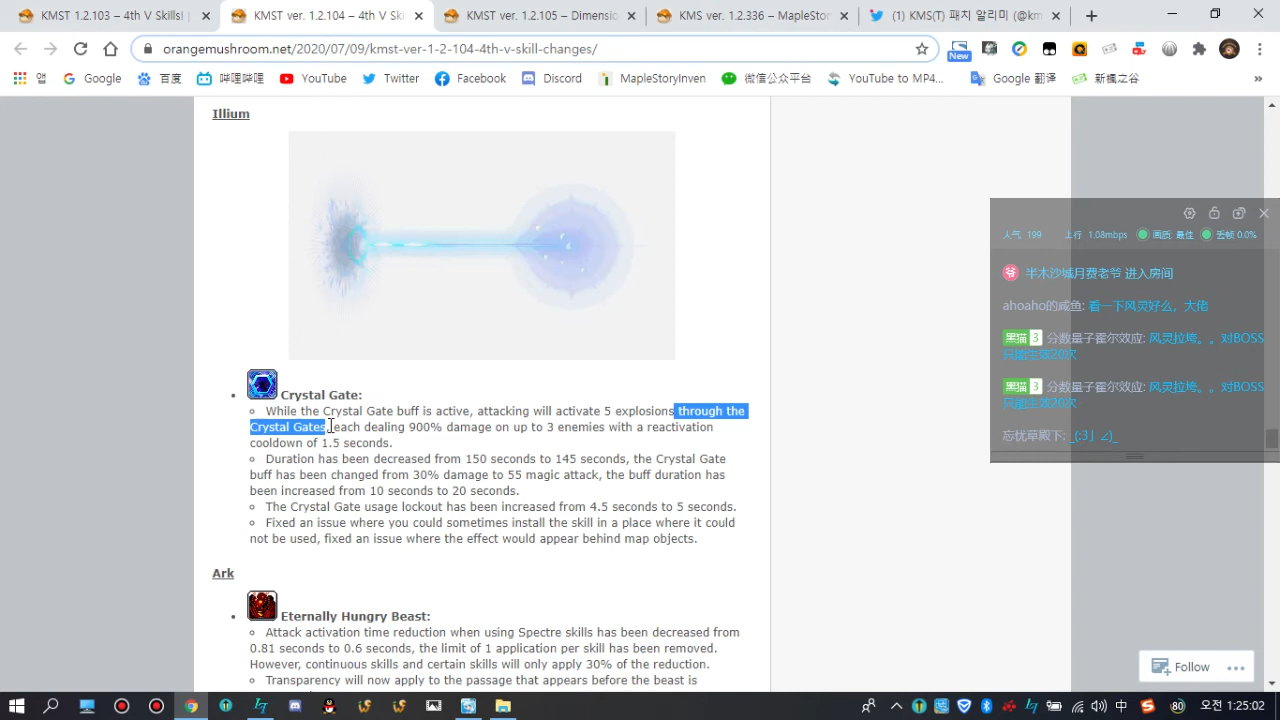 KMST 1.2.103 – 4th V Skills! |
KMST ver. 1.2.104 – 4th V Ski
KMST ver. 1.2.105 – Dimensio
KMS ver. 1.2.336 – MapleStor
(1) KMS(T) 패치 알리미 (@km
orangemushroom.net/2020/07/09/kmst-ver-1-2-104-4th-v-skill-changes/
New
앱
Google
百度
哔哩哔哩
YouTube
Twitter
Facebook
Discord
MapleStoryInven
微信公众平台
YouTube to MP4...
Google 翻译
新楓之谷
»
Illium
Crystal Gate:
While the Crystal Gate buff is active, attacking will activate 5 explosions through the
Crystal Gates, each dealing 900% damage on up to 3 enemies with a reactivation
cooldown of 1.5 seconds.
Duration has been decreased from 150 seconds to 145 seconds, the Crystal Gate
buff has been changed from 30% damage to 55 magic attack, the buff duration has
been increased from 10 seconds to 20 seconds.
The Crystal Gate usage lockout has been increased from 4.5 seconds to 5 seconds.
Fixed an issue where you could sometimes install the skill in a place where it could
not be used, fixed an issue where the effect would appear behind map objects.
Ark
Eternally Hungry Beast:
Attack activation time reduction when using Spectre skills has been decreased from
0.81 seconds to 0.6 seconds, the limit of 1 application per skill has been removed.
However, continuous skills and certain skills will only apply 30% of the reduction.
Transparency will now apply to the passage that appears before the beast is
人气 199 上行 1.08mbps 画质: 最佳 丢帧 0.0%
爷 半木沙城月费老爷 进入房间
ahoaho的咸鱼: 看一下风灵好么，大佬
黑猫 3 分数量子霍尔效应: 风灵拉垮。。对BOSS
只能生效20次
黑猫 3 分数量子霍尔效应: 风灵拉垮。。对BOSS
只能生效20次
忘忧草殿下: _(:3」∠)_
Follow
中
80
오전 1:25:02